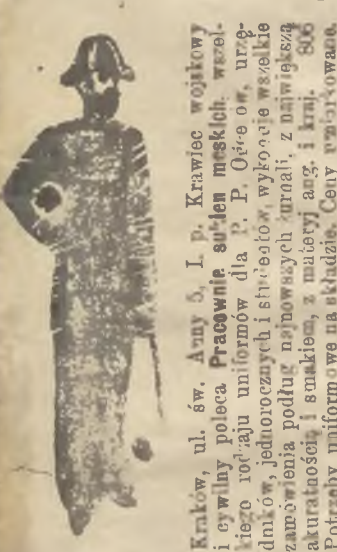 Kraków, ul. św. Anny 5, I. p. Krawiec wojskowy
i cywilny poleca Pracownię sukien męskich, wszel-
kiego rodzaju uniformów dla P. P. Oficerów, urzę-
dników, jednorocznych i studentów, wykonuje wszelkie
zamówienia podług najnowszych żurnali, z największą
akuratnością i smakiem, z materyj ang. i kraj. 806
Potrzeby uniformowe na składzie. Ceny umiarkowane.